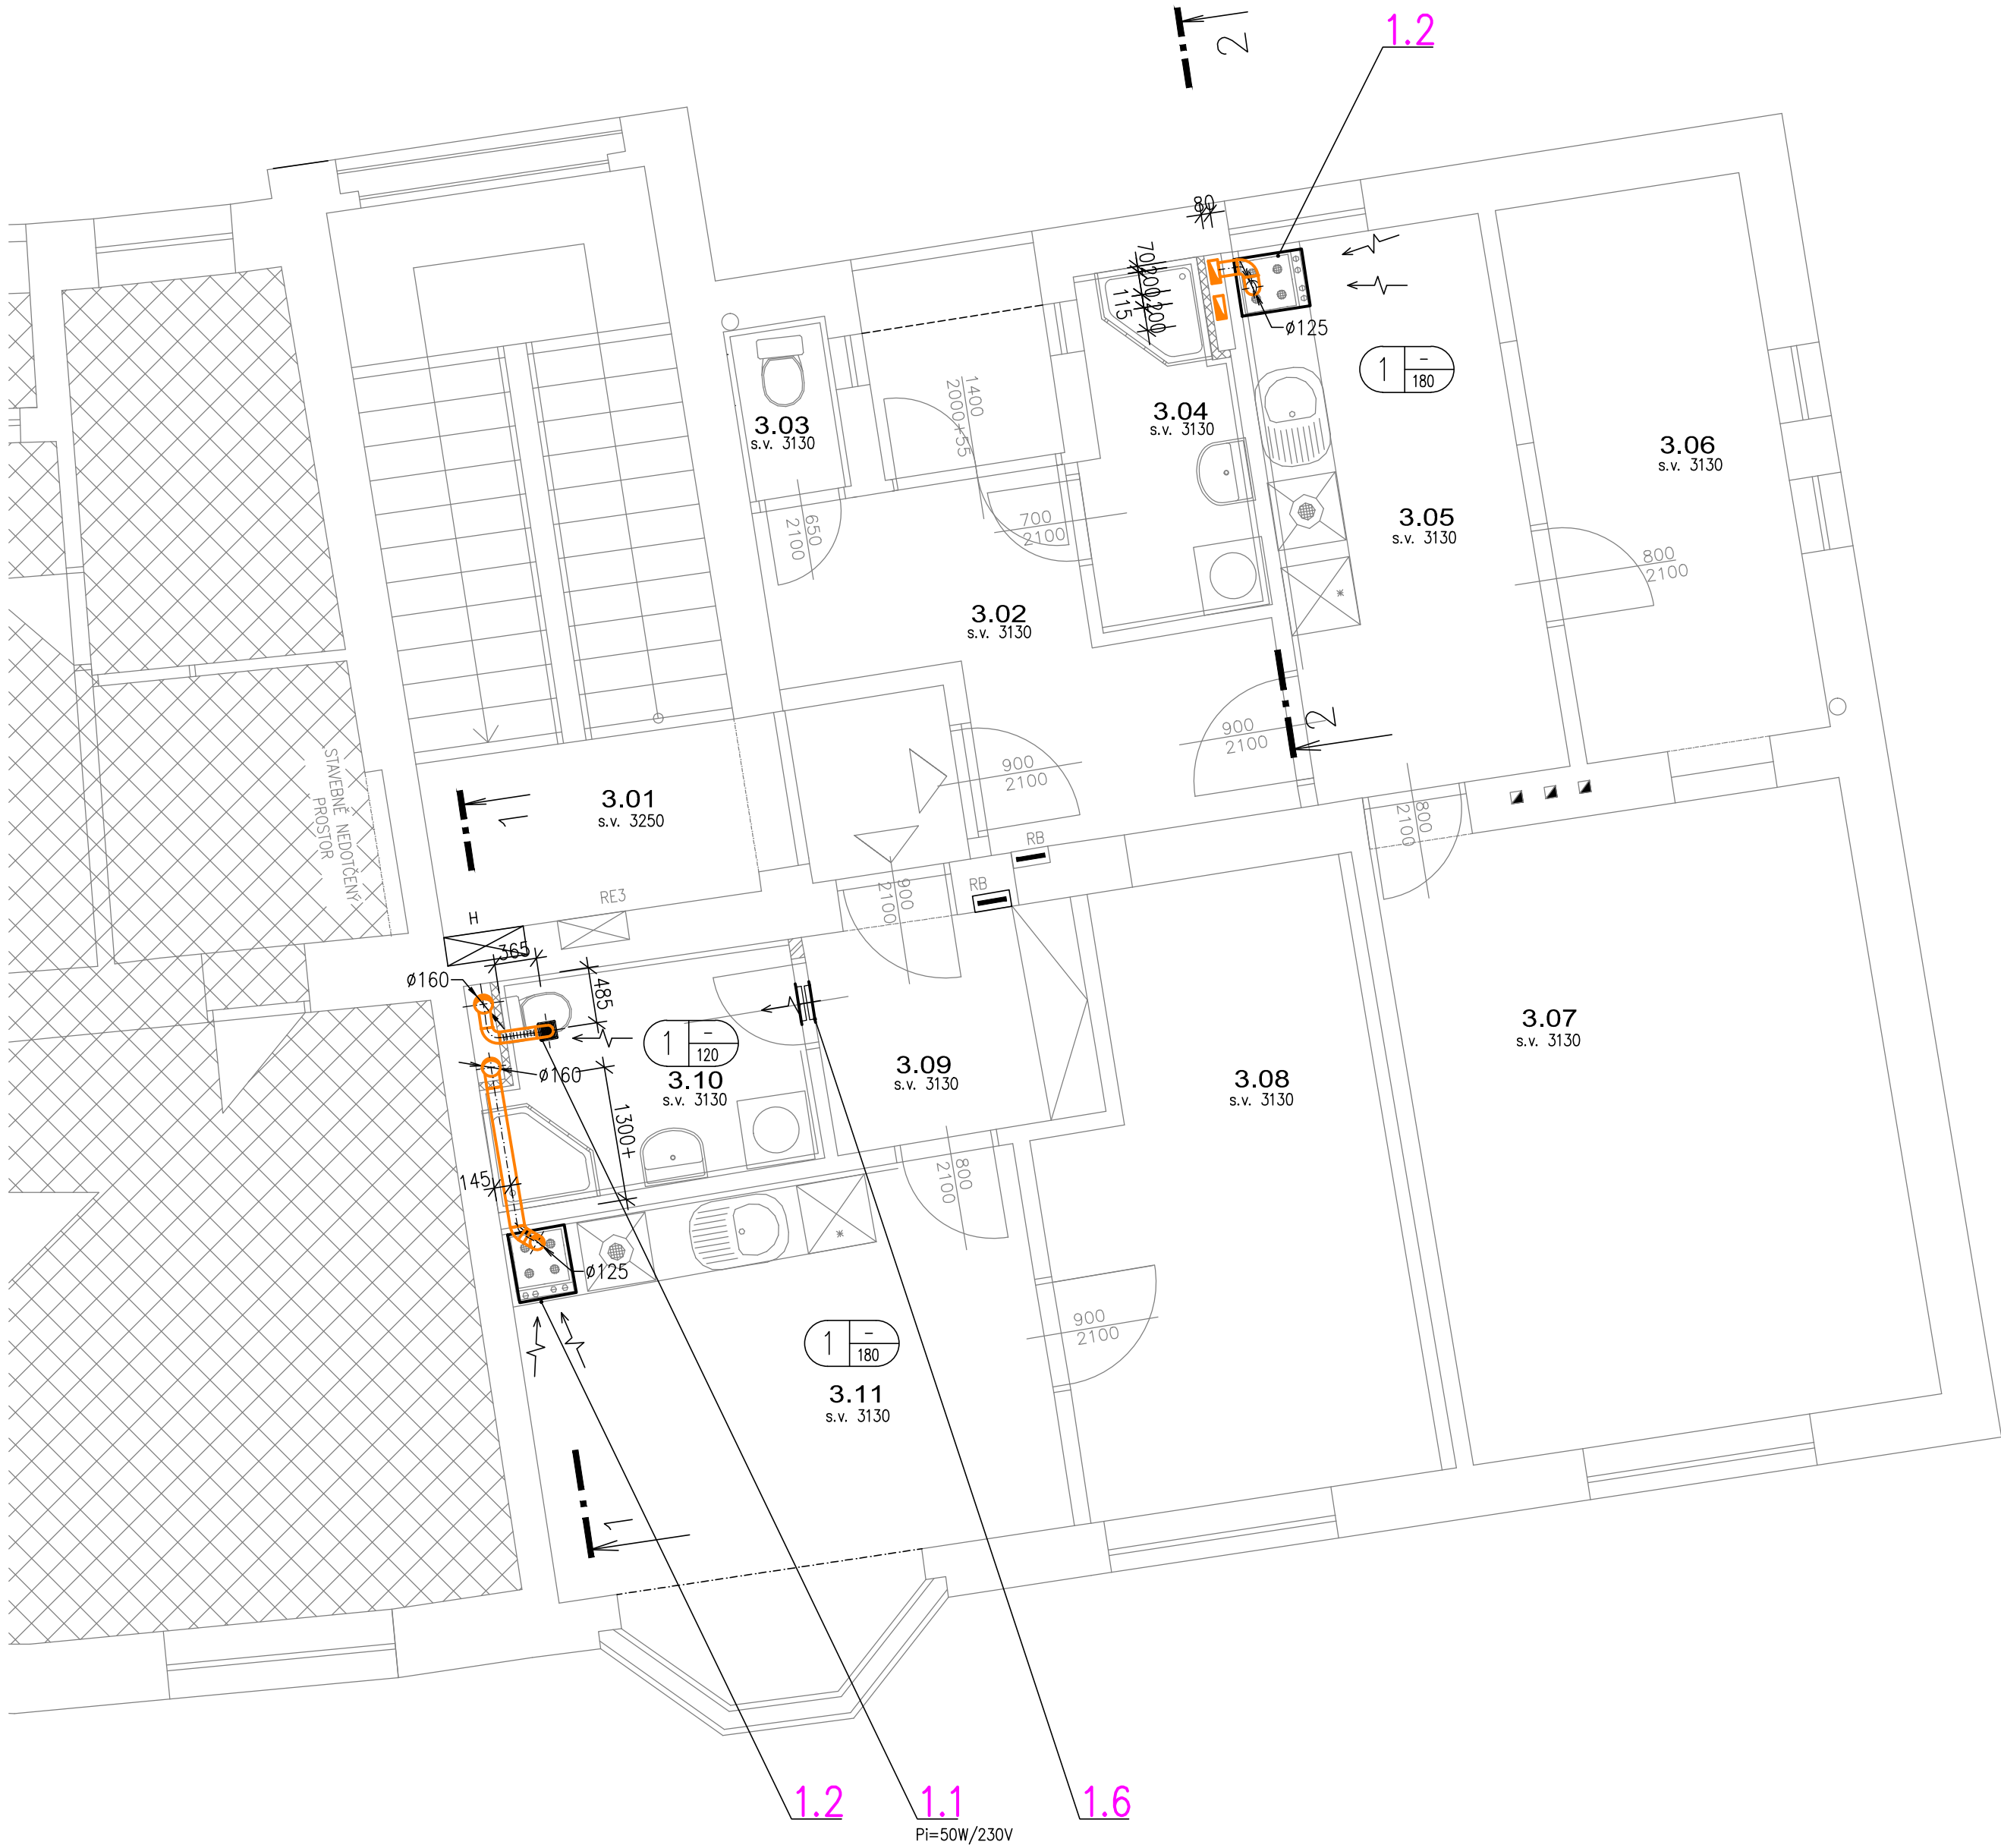 2
1.2
80
70
200
200
115
ø125
1
-
180
3.03
s.v. 3130
1400
2000+55
3.04
s.v. 3130
3.06
s.v. 3130
650
2100
700
2100
3.05
s.v. 3130
800
2100
3.02
s.v. 3130
900
2100
2
900
2100
STAVEBNĚ NEDOTČENÝ
PROSTOR
1
3.01
s.v. 3250
800
2100
RB
RB
900
2100
RE3
H
365
ø160
485
1
-
120
3.07
s.v. 3130
ø160
3.10
s.v. 3130
3.09
s.v. 3130
3.08
s.v. 3130
1300+
145
800
2100
ø125
900
2100
1
-
180
3.11
s.v. 3130
1
1.2
1.1
Pi=50W/230V
1.6